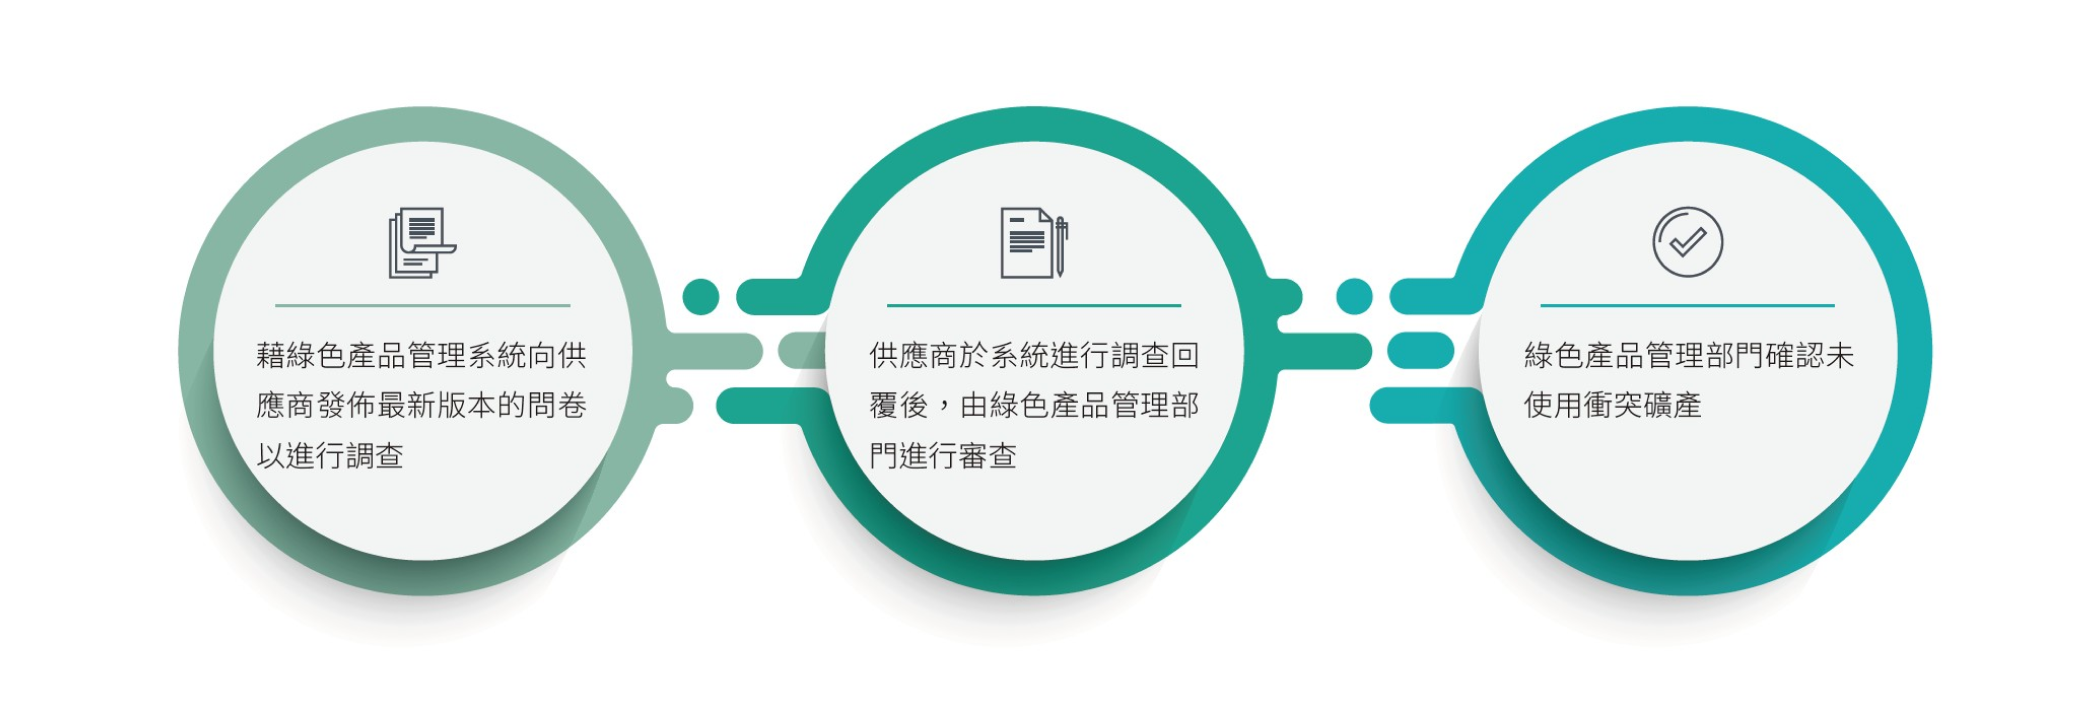 藉綠色產品管理系統向供
應商發佈最新版本的問卷
以進行調查
供應商於系統進行調查回
覆後，由綠色產品管理部
門進行審查
綠色產品管理部門確認未
使用衝突礦產